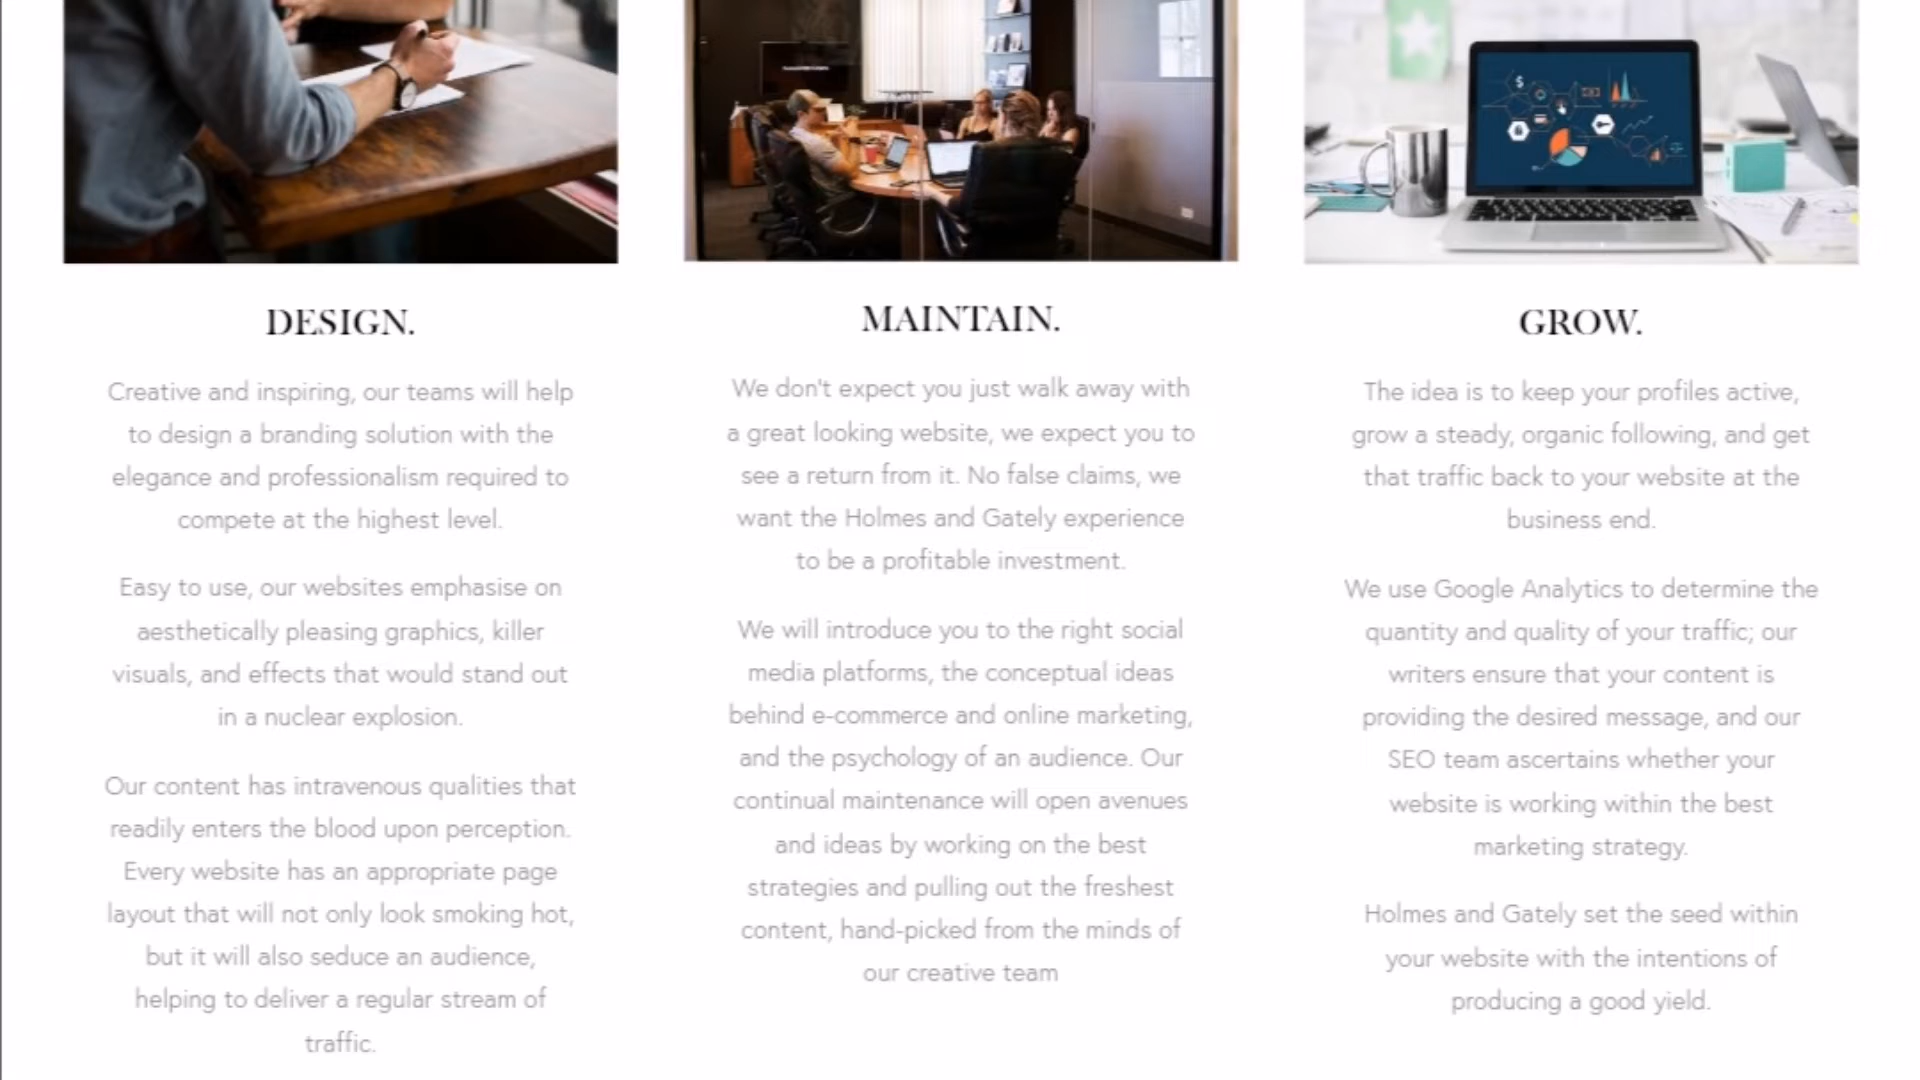 DESIGN.
Creative and inspiring, our teams will help
to design a branding solution with the
elegance and professionalism required to
compete at the highest level.
Easy to use, our websites emphasise on
aesthetically pleasing graphics, killer
visuals, and effects that would stand out
in a nuclear explosion.
Our content has intravenous qualities that
readily enters the blood upon perception.
Every website has an appropriate page
layout that will not only look smoking hot,
but it will also seduce an audience,
helping to deliver a regular stream of
traffic.
MAINTAIN.
We don't expect you just walk away with
a great looking website, we expect you to
see a return from it. No false claims, we
want the Holmes and Gately experience
to be a profitable investment.
We will introduce you to the right social
media platforms, the conceptual ideas
behind e-commerce and online marketing,
and the psychology of an audience. Our
continual maintenance will open avenues
and ideas by working on the best
strategies and pulling out the freshest
content, hand-picked from the minds of
our creative team
GROW.
The idea is to keep your profiles active,
grow a steady, organic following, and get
that traffic back to your website at the
business end.
We use Google Analytics to determine the
quantity and quality of your traffic; our
writers ensure that your content is
providing the desired message, and our
SEO team ascertains whether your
website is working within the best
marketing strategy.
Holmes and Gately set the seed within
your website with the intentions of
producing a good yield.